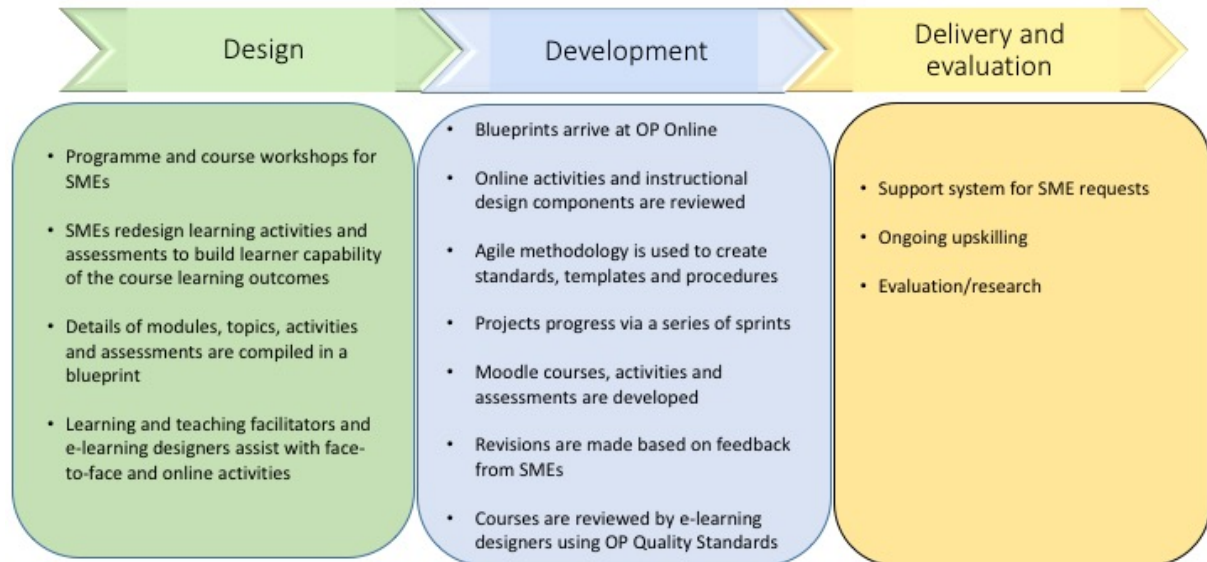 Design
Development
Delivery and
evaluation
• Programme and course workshops for
SMEs
• SMEs redesign learning activities and
assessments to build learner capability
of the course learning outcomes
• Details of modules, topics, activities
and assessments are compiled in a
blueprint
• Learning and teaching facilitators and
e-learning designers assist with face-
to-face and online activities
• Blueprints arrive at OP Online
• Online activities and instructional
design components are reviewed
• Agile methodology is used to create
standards, templates and procedures
• Projects progress via a series of sprints
• Moodle courses, activities and
assessments are developed
• Revisions are made based on feedback
from SMEs
• Courses are reviewed by e-learning
designers using OP Quality Standards
• Support system for SME requests
• Ongoing upskilling
• Evaluation/research